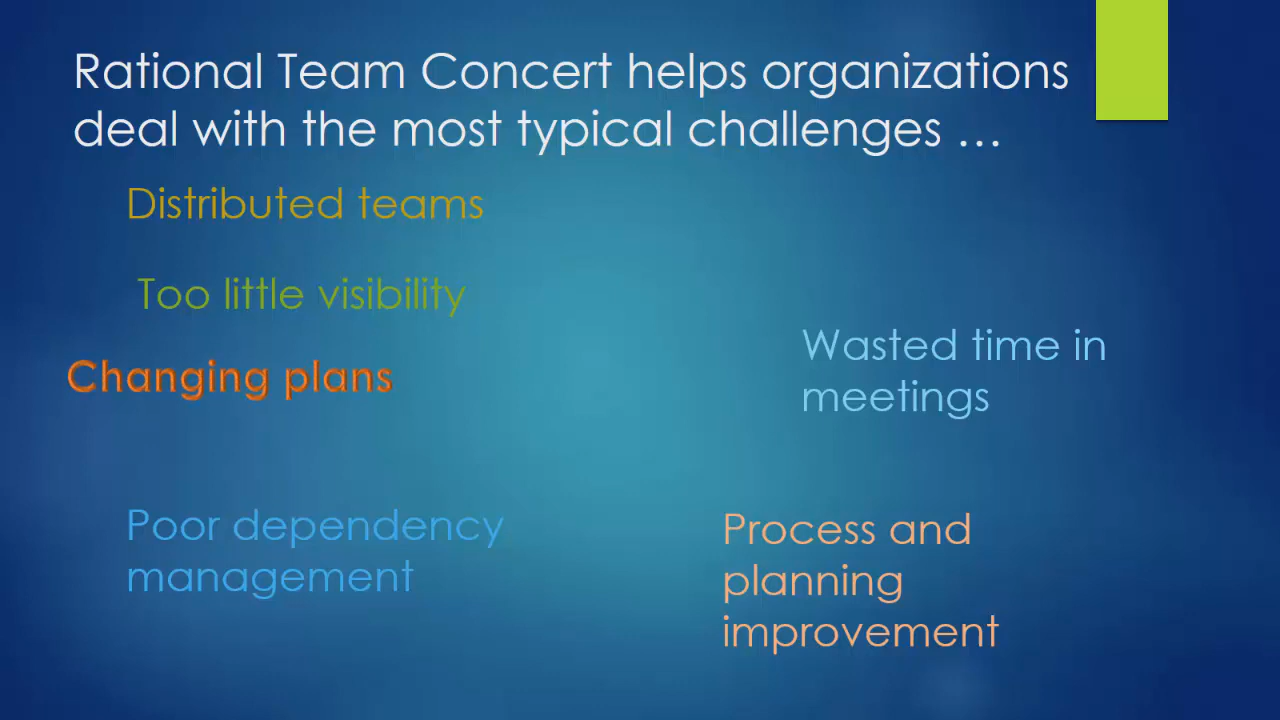 Rational Team Concert helps organizations
deal with the most typical challenges …
Distributed teams
Too little visibility
Changing plans
Wasted time in
meetings
Poor dependency
management
Process and
planning
improvement